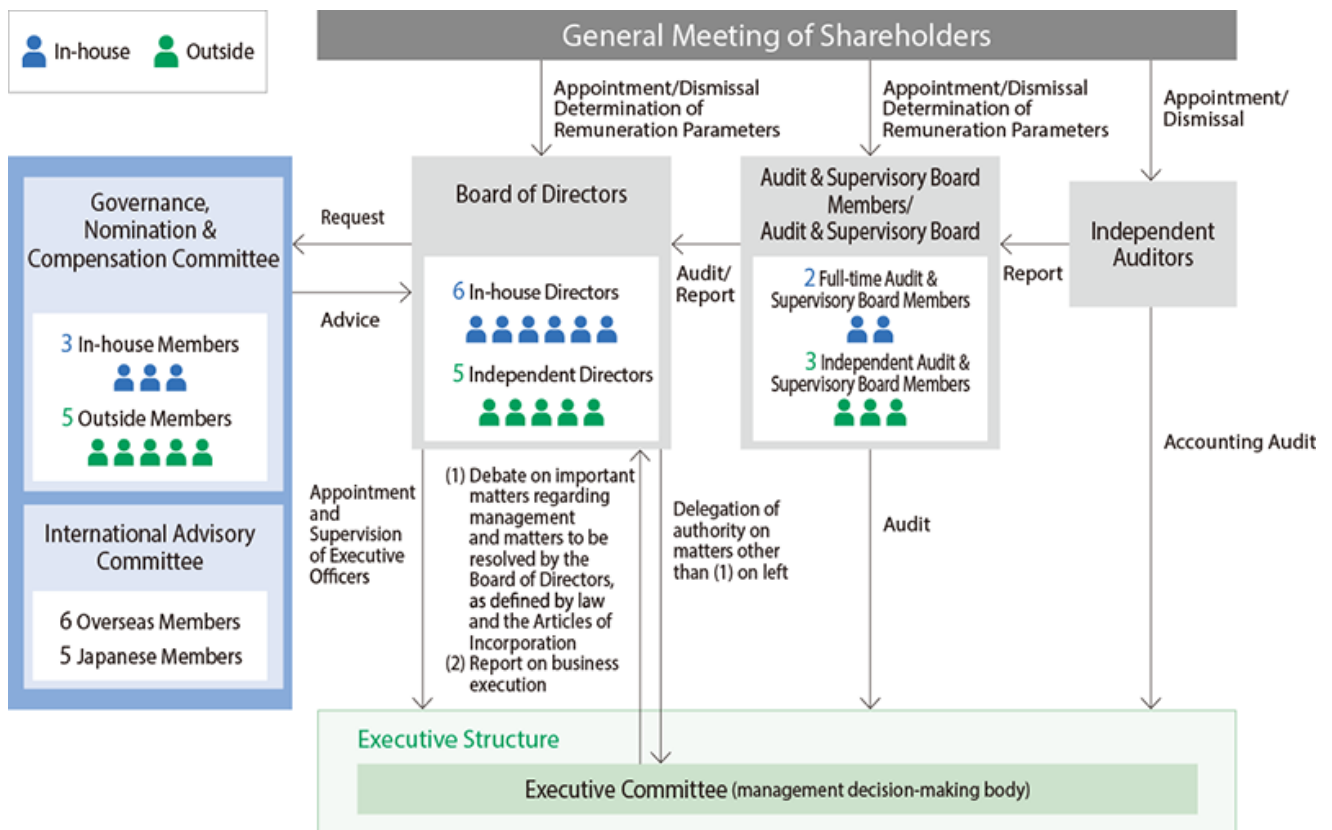 In-house
Outside
General Meeting of Shareholders
Appointment/Dismissal
Determination of
Remuneration Parameters
Appointment/Dismissal
Determination of
Remuneration Parameters
Appointment/
Dismissal
Governance,
Nomination &
Compensation Committee
3 In-house Members
5 Outside Members
International Advisory
Committee
6 Overseas Members
5 Japanese Members
Request
Advice
Board of Directors
6 In-house Directors
5 Independent Directors
Audit/
Report
Audit & Supervisory Board
Members/
Audit & Supervisory Board
2 Full-time Audit &
Supervisory Board Members
3 Independent Audit &
Supervisory Board Members
Report
Independent
Auditors
Appointment
and
Supervision
of Executive
Officers
(1) Debate on important
matters regarding
management
and matters to be
resolved by the
Board of Directors,
as defined by law
and the Articles of
Incorporation
(2) Report on business
execution
Delegation of
authority on
matters other
than (1) on left
Audit
Accounting Audit
Executive Structure
Executive Committee (management decision-making body)